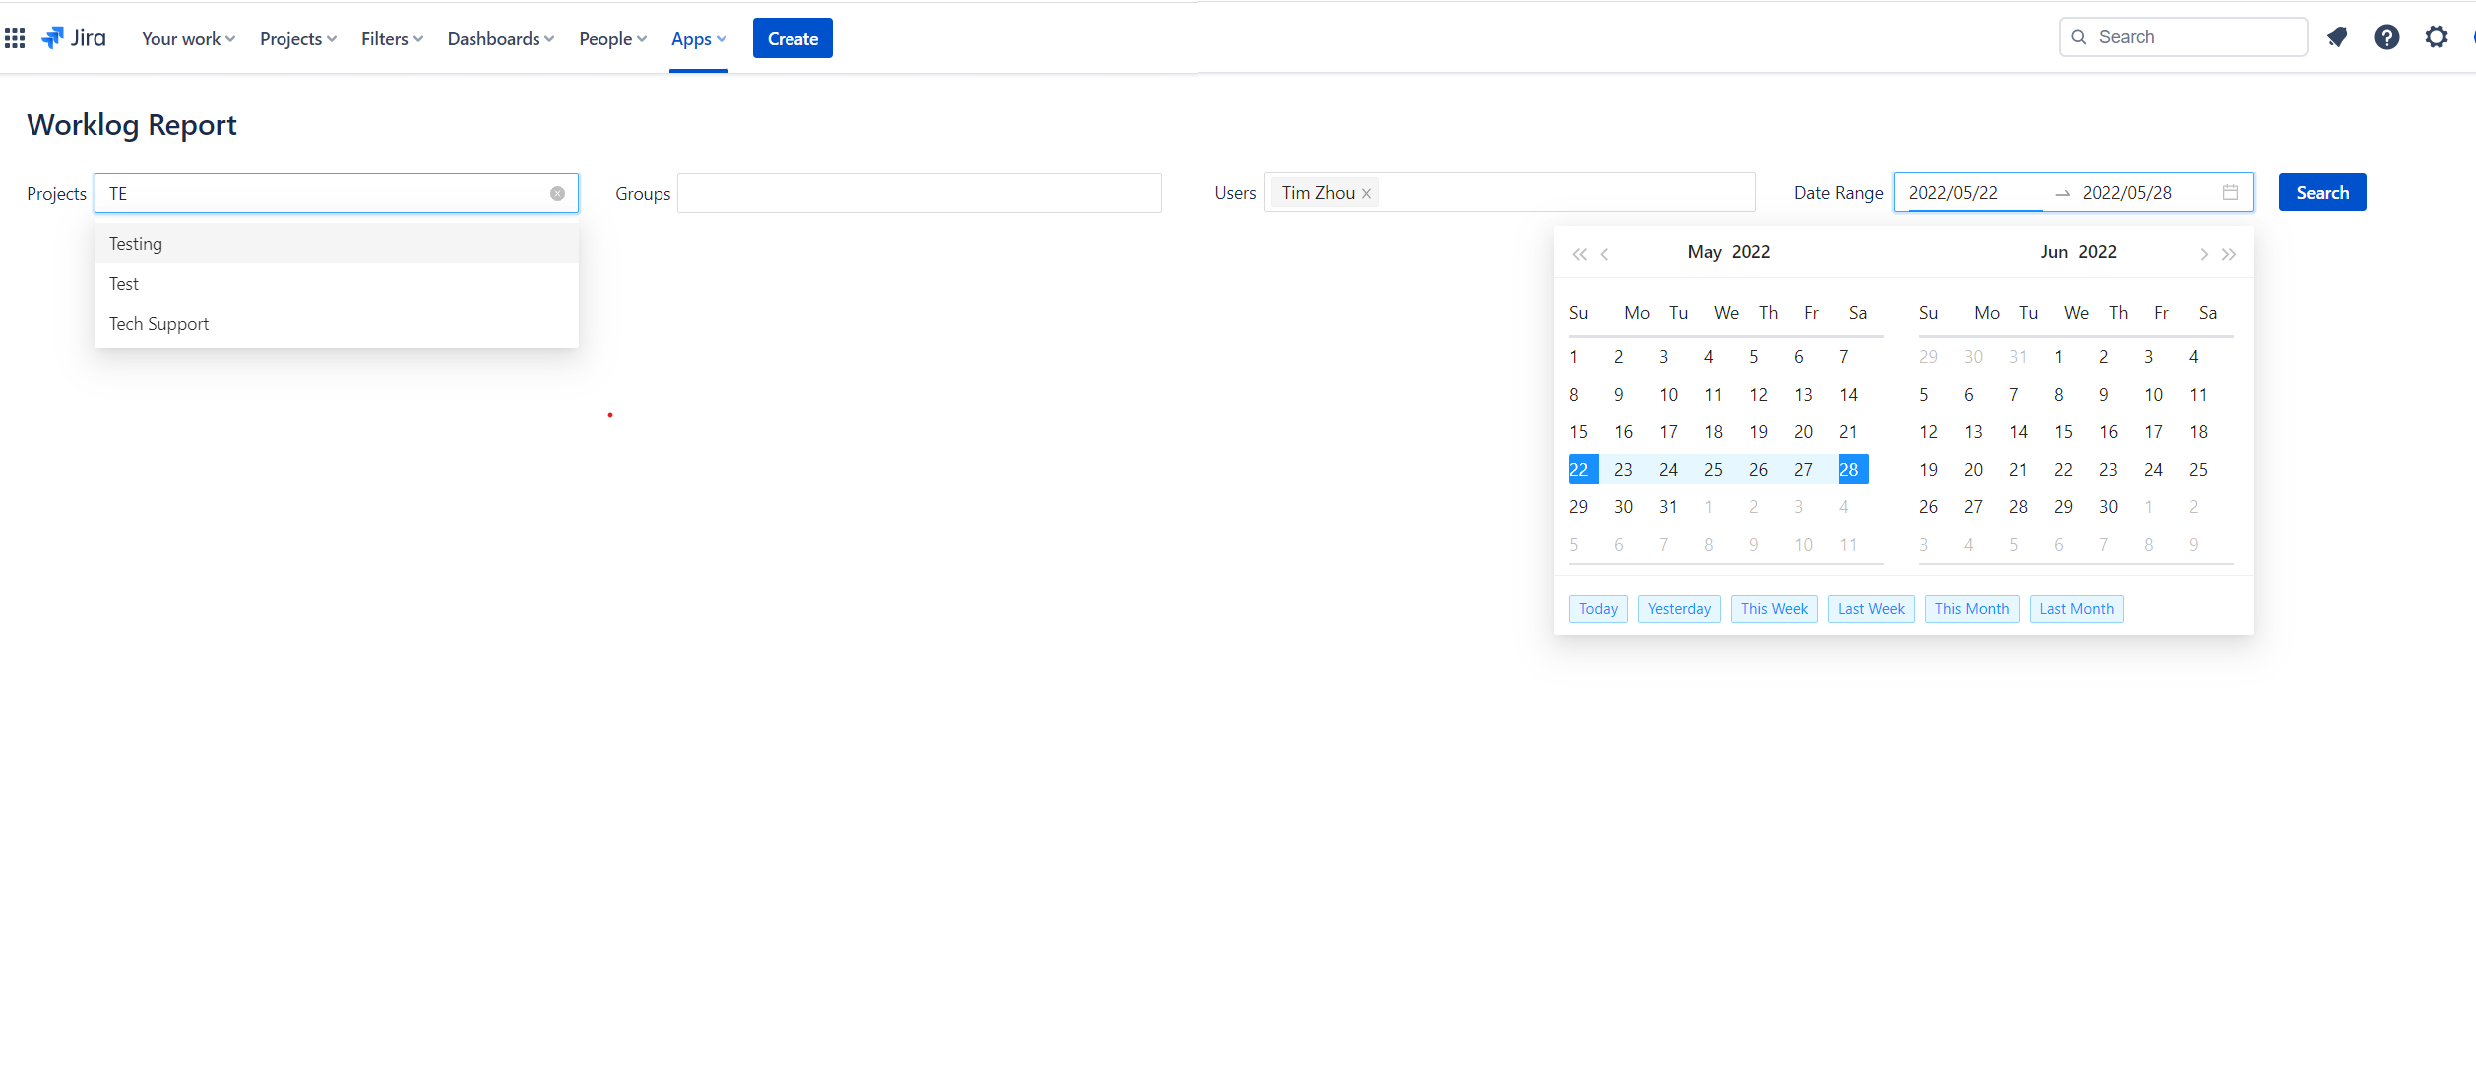 Jira Your work Projects Filters Dashboards People Apps Create Search
Worklog Report
Projects TE Groups Users Tim Zhou Date Range 2022/05/22 2022/05/28 Search
Testing
Test
Tech Support
May 2022 Jun 2022
Su Mo Tu We Th Fr Sa Su Mo Tu We Th Fr Sa
1 2 3 4 5 6 7 29 30 31 1 2 3 4
8 9 10 11 12 13 14 5 6 7 8 9 10 11
15 16 17 18 19 20 21 12 13 14 15 16 17 18
22 23 24 25 26 27 28 19 20 21 22 23 24 25
29 30 31 1 2 3 4 26 27 28 29 30 1 2
5 6 7 8 9 10 11 3 4 5 6 7 8 9
Today Yesterday This Week Last Week This Month Last Month